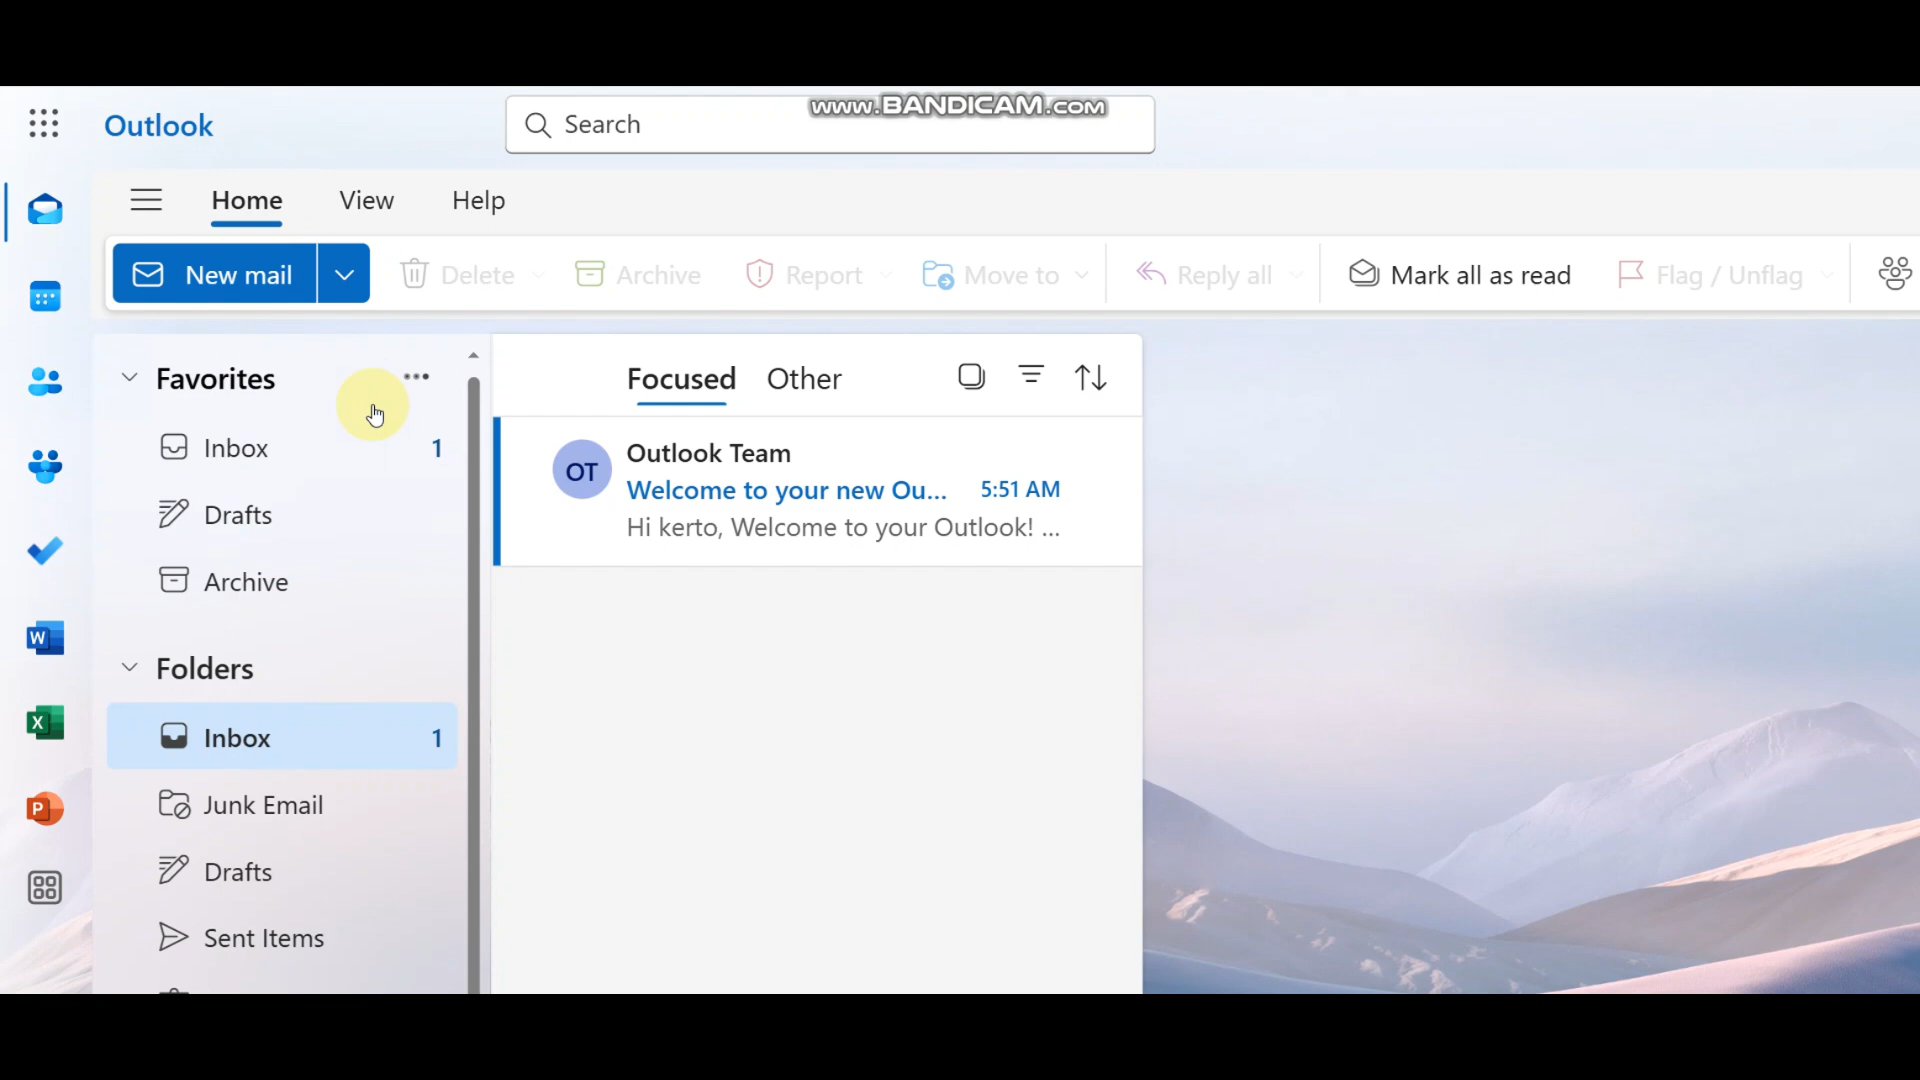 www.BANDICAM.com
Outlook
Search
Home View Help
New mail Delete Archive Report Move to Reply all Mark all as read Flag / Unflag
Favorites
Inbox 1
Drafts
Archive
Folders
Inbox 1
Junk Email
Drafts
Sent Items
Focused Other
OT
Outlook Team
Welcome to your new Ou... 5:51 AM
Hi kerto, Welcome to your Outlook! ...
W
X
P